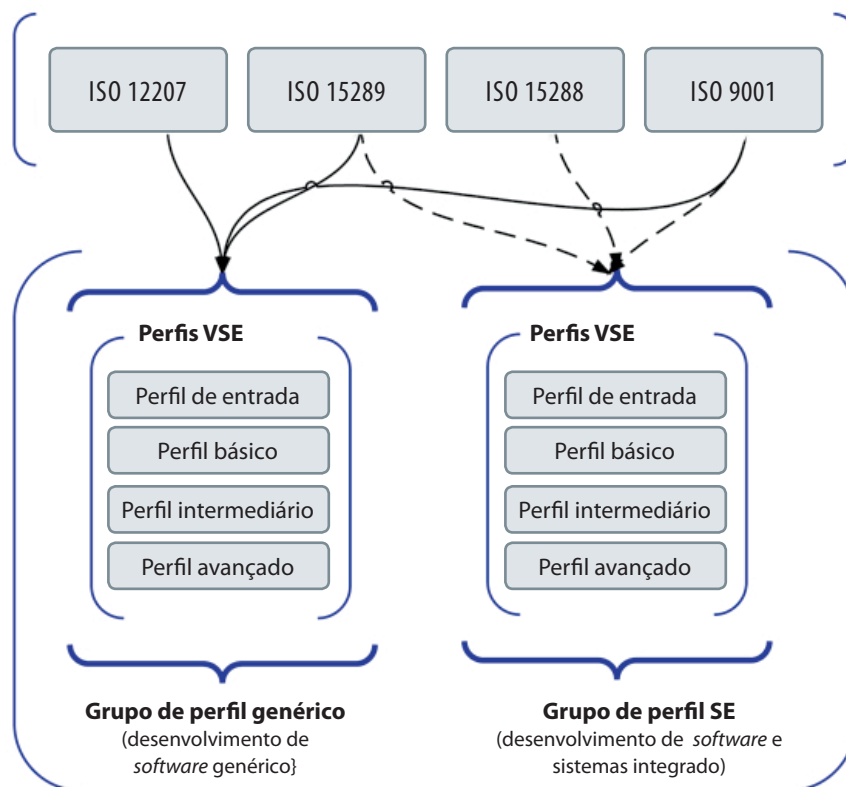 ISO 12207
ISO 15289
ISO 15288
ISO 9001
Perfis VSE
Perfil de entrada
Perfil básico
Perfil intermediário
Perfil avançado
Grupo de perfil genérico
(desenvolvimento de
software genérico}
Perfis VSE
Perfil de entrada
Perfil básico
Perfil intermediário
Perfil avançado
Grupo de perfil SE
(desenvolvimento de software e
sistemas integrado)